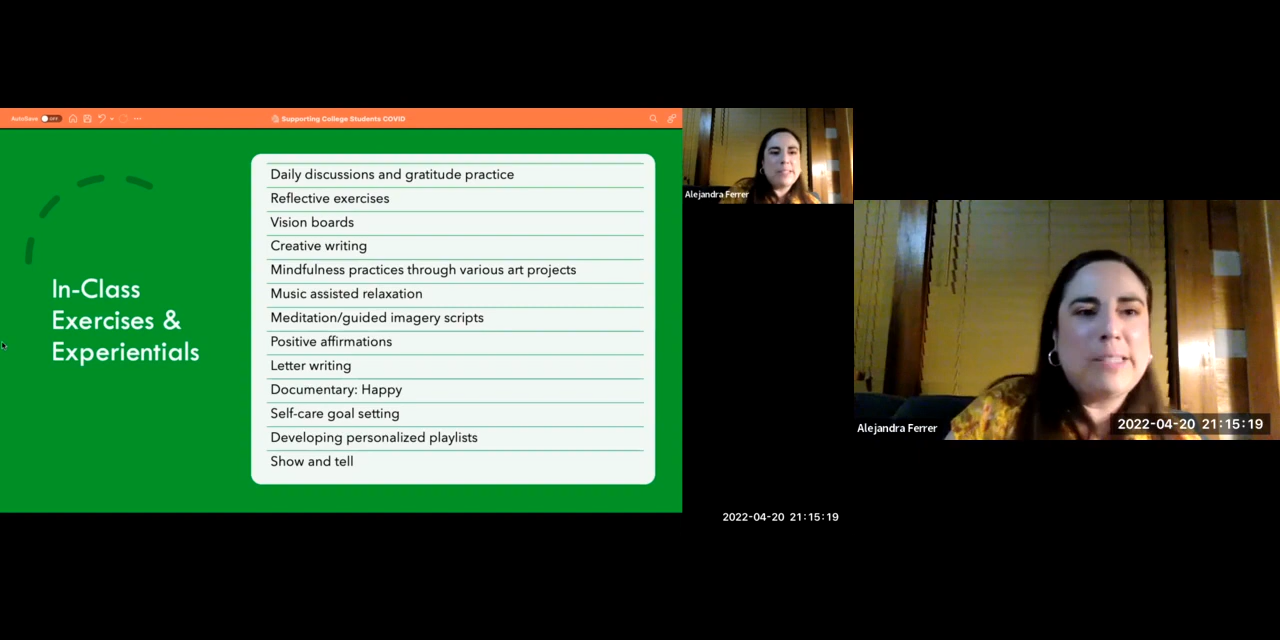 AutoSave OFF
Supporting College Students COVID
In-Class
Exercises &
Experientials
Daily discussions and gratitude practice
Reflective exercises
Vision boards
Creative writing
Mindfulness practices through various art projects
Music assisted relaxation
Meditation/guided imagery scripts
Positive affirmations
Letter writing
Documentary: Happy
Self-care goal setting
Developing personalized playlists
Show and tell
Alejandra Ferrer
2022-04-20 21:15:19
Alejandra Ferrer
2022-04-20 21:15:19